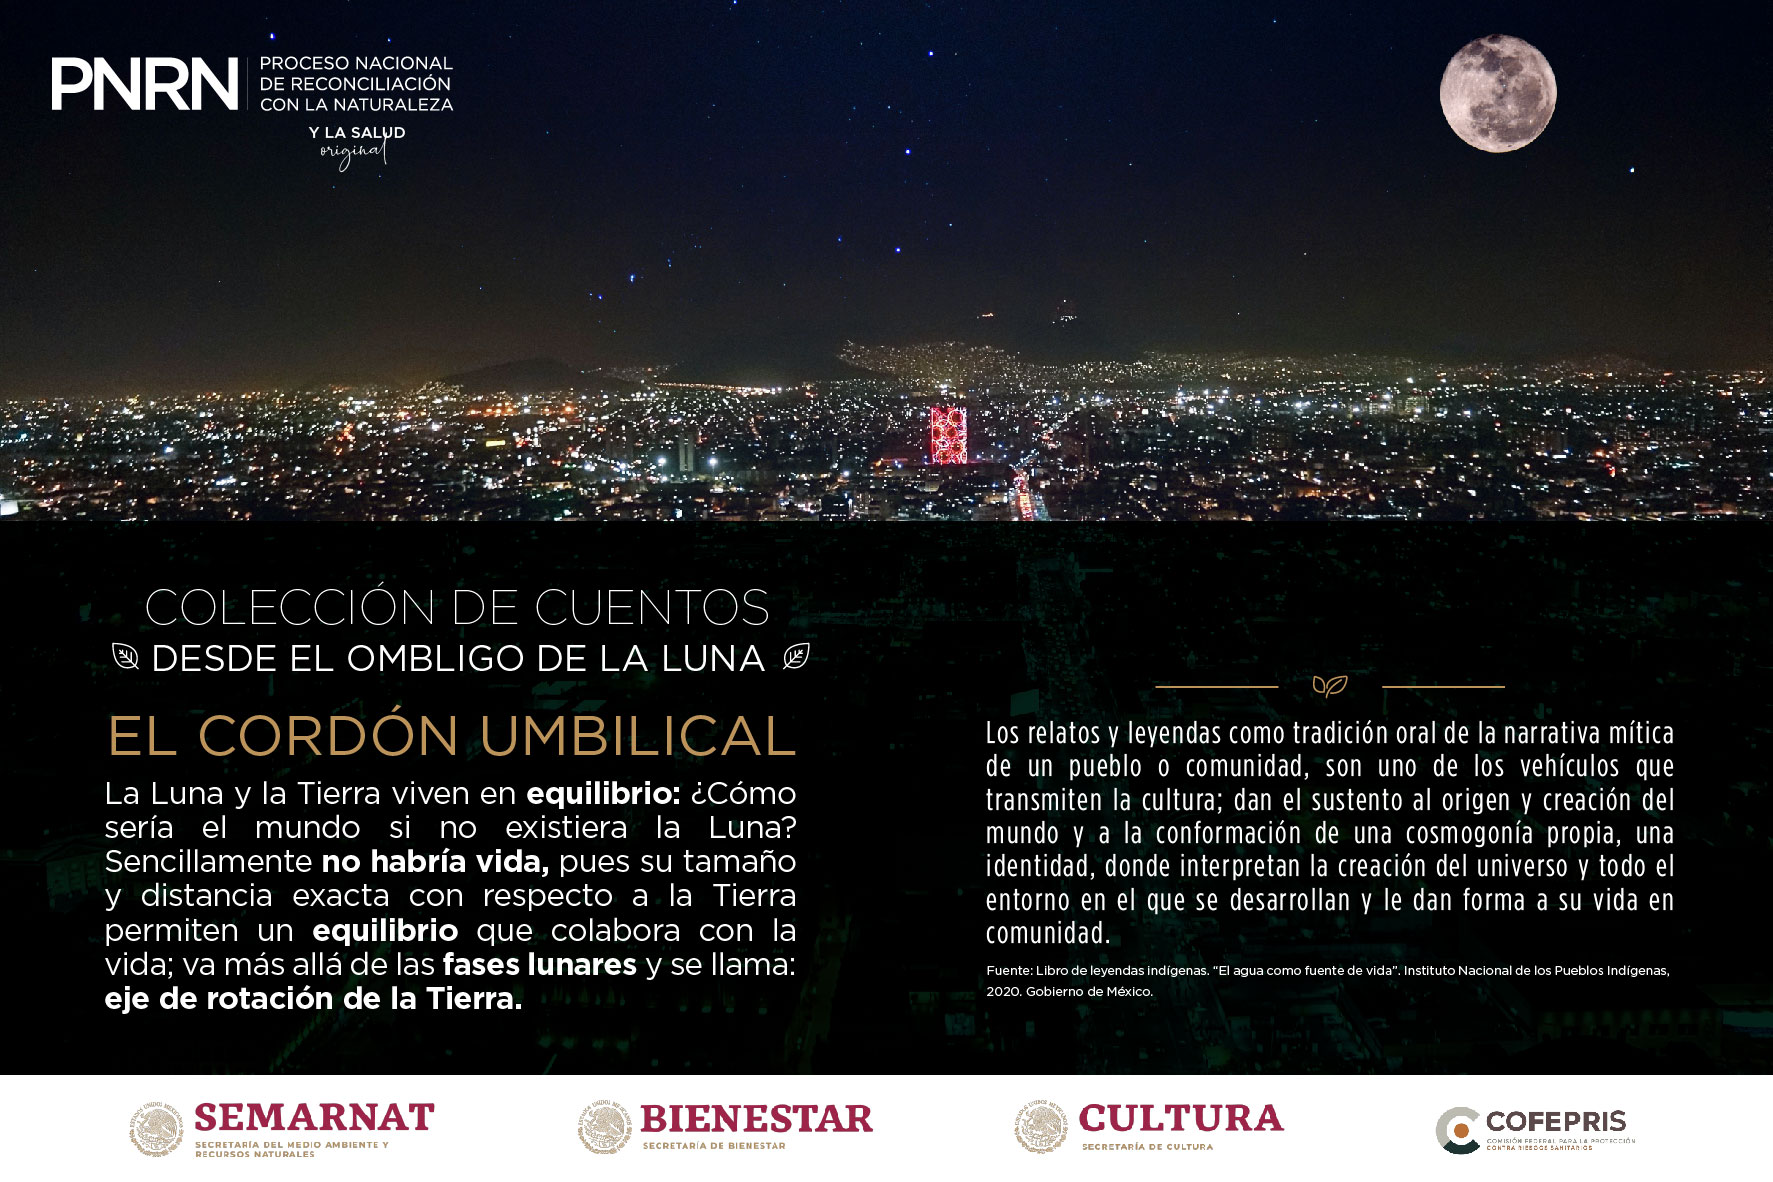 PNRN
PROCESO NACIONAL
DE RECONCILIACIÓN
CON LA NATURALEZA
Y LA SALUD
original
COLECCIÓN DE CUENTOS
DESDE EL OMBLIGO DE LA LUNA
EL CORDÓN UMBILICAL
La Luna y la Tierra viven en equilibrio: ¿Cómo
sería el mundo si no existiera la Luna?
Sencillamente no habría vida, pues su tamaño
y distancia exacta con respecto a la Tierra
permiten un equilibrio que colabora con la
vida; va más allá de las fases lunares y se llama:
eje de rotación de la Tierra.
Los relatos y leyendas como tradición oral de la narrativa mítica
de un pueblo o comunidad, son uno de los vehículos que
transmiten la cultura; dan el sustento al origen y creación del
mundo y a la conformación de una cosmogonía propia, una
identidad, donde interpretan la creación del universo y todo el
entorno en el que se desarrollan y le dan forma a su vida en
comunidad.
Fuente: Libro de leyendas indígenas. “El agua como fuente de vida”. Instituto Nacional de los Pueblos Indígenas,
2020. Gobierno de México.
SEMARNAT
SECRETARÍA DEL MEDIO AMBIENTE Y
RECURSOS NATURALES
BIENESTAR
SECRETARÍA DE BIENESTAR
CULTURA
SECRETARÍA DE CULTURA
COFEPRIS
COMISIÓN FEDERAL PARA LA PROTECCIÓN
CONTRA RIESGOS SANITARIOS